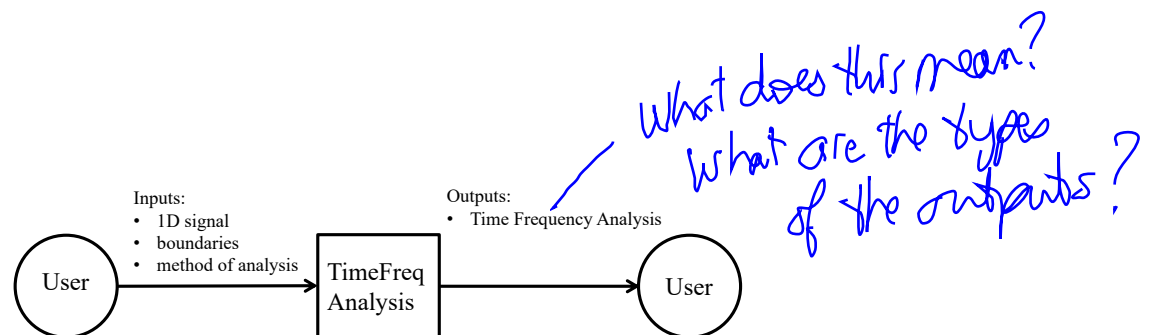 What does this mean?
What are the types
of the outputs?
Inputs:
• 1D signal
• boundaries
• method of analysis
Outputs:
• Time Frequency Analysis
User
TimeFreq
Analysis
User